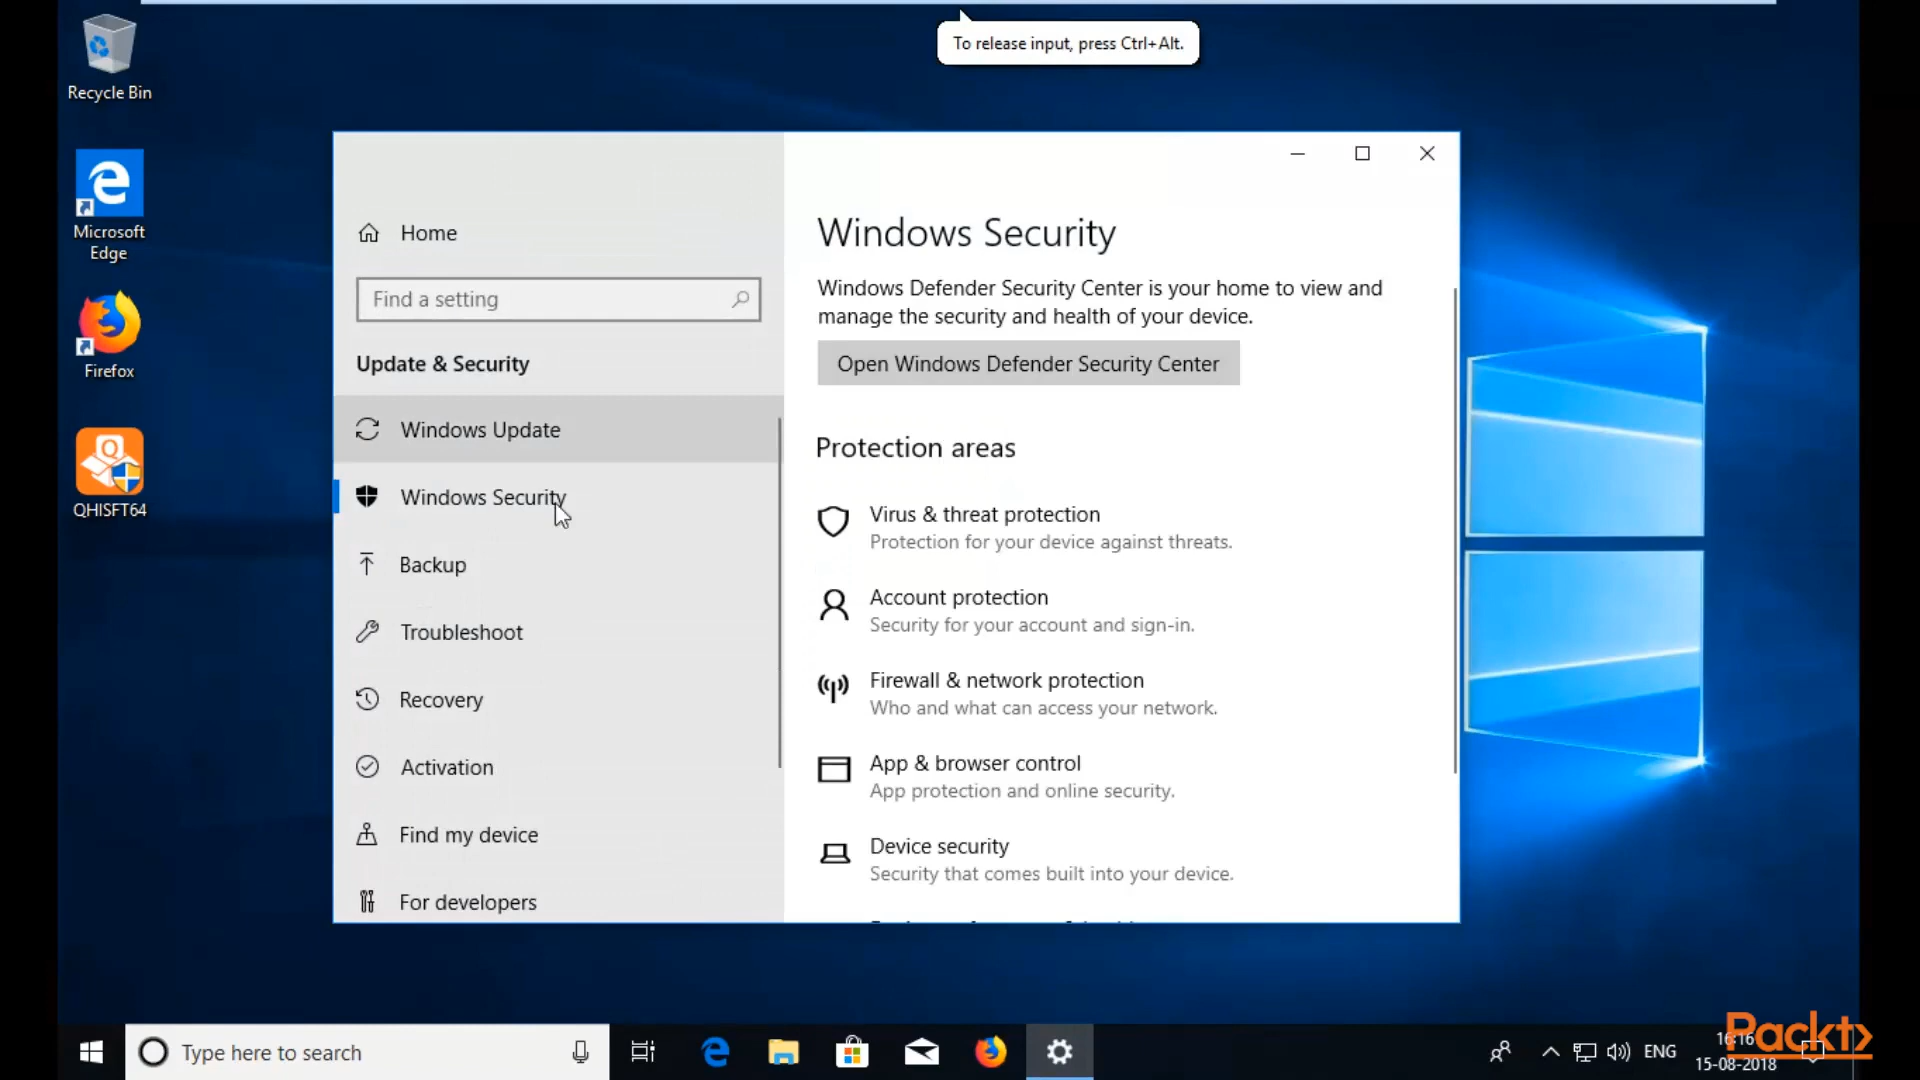 To release input, press Ctrl+Alt.
Recycle Bin
Microsoft
Edge
Firefox
QHISFT64
Home
Find a setting
Update & Security
Windows Update
Windows Security
Backup
Troubleshoot
Recovery
Activation
Find my device
For developers
Windows Security
Windows Defender Security Center is your home to view and
manage the security and health of your device.
Open Windows Defender Security Center
Protection areas
Virus & threat protection
Protection for your device against threats.
Account protection
Security for your account and sign-in.
Firewall & network protection
Who and what can access your network.
App & browser control
App protection and online security.
Device security
Security that comes built into your device.
Type here to search
ENG
16:16
15-08-2018
Packt>